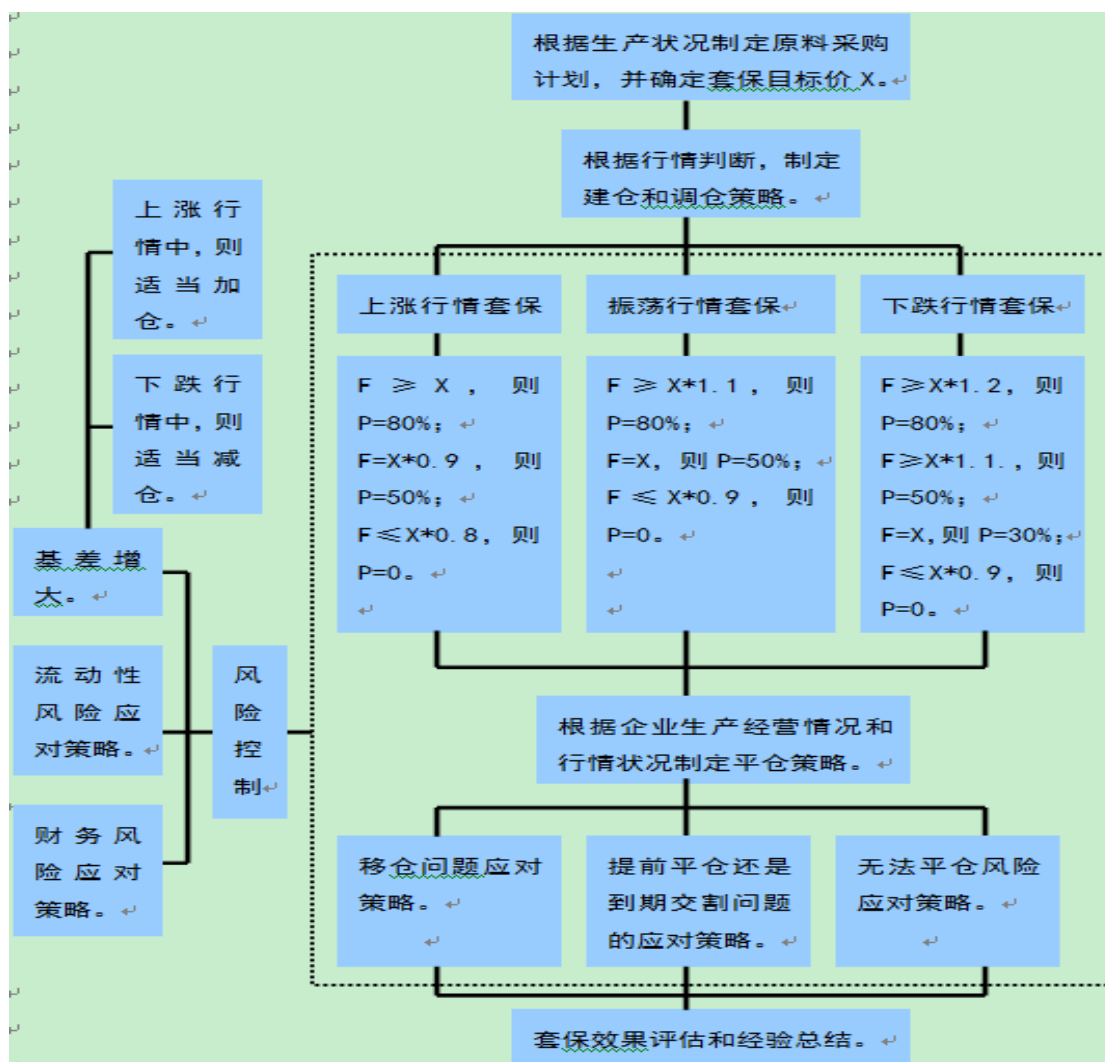 根据生产状况制定原料采购
计划，并确定套保目标价 X。
根据行情判断，制定
建仓和调仓策略。
上涨行
情中，则
适当加
仓。
下跌行
情中，则
适当减
仓。
基差增
大。
流动性
风险应
对策略。
财务风
险应对
策略。
风
险
控
制
上涨行情套保
F ≥ X ， 则
P=80%；
F=X*0.9 ， 则
P=50%；
F≤X*0.8，则
P=0。
振荡行情套保
F ≥ X*1.1 ， 则
P=80%；
F=X，则 P=50%；
F ≤ X*0.9 ， 则
P=0。
下跌行情套保
F≥X*1.2，则
P=80%；
F≥X*1.1.，则
P=50%；
F=X,则 P=30%;
F≤X*0.9，则
P=0。
根据企业生产经营情况和
行情状况制定平仓策略。
移仓问题应对
策略。
提前平仓还是
到期交割问题
的应对策略。
无法平仓风险
应对策略。
套保效果评估和经验总结。